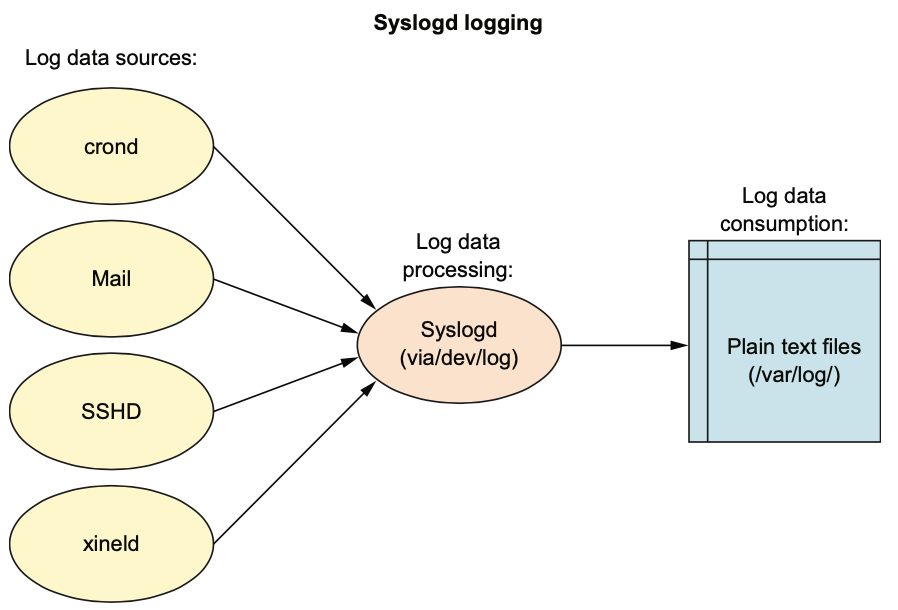 Syslogd logging
Log data sources:
crond
Mail
SSHD
xineld
Log data
processing:
Syslogd
(via/dev/log)
Log data
consumption:
Plain text files
(/var/log/)